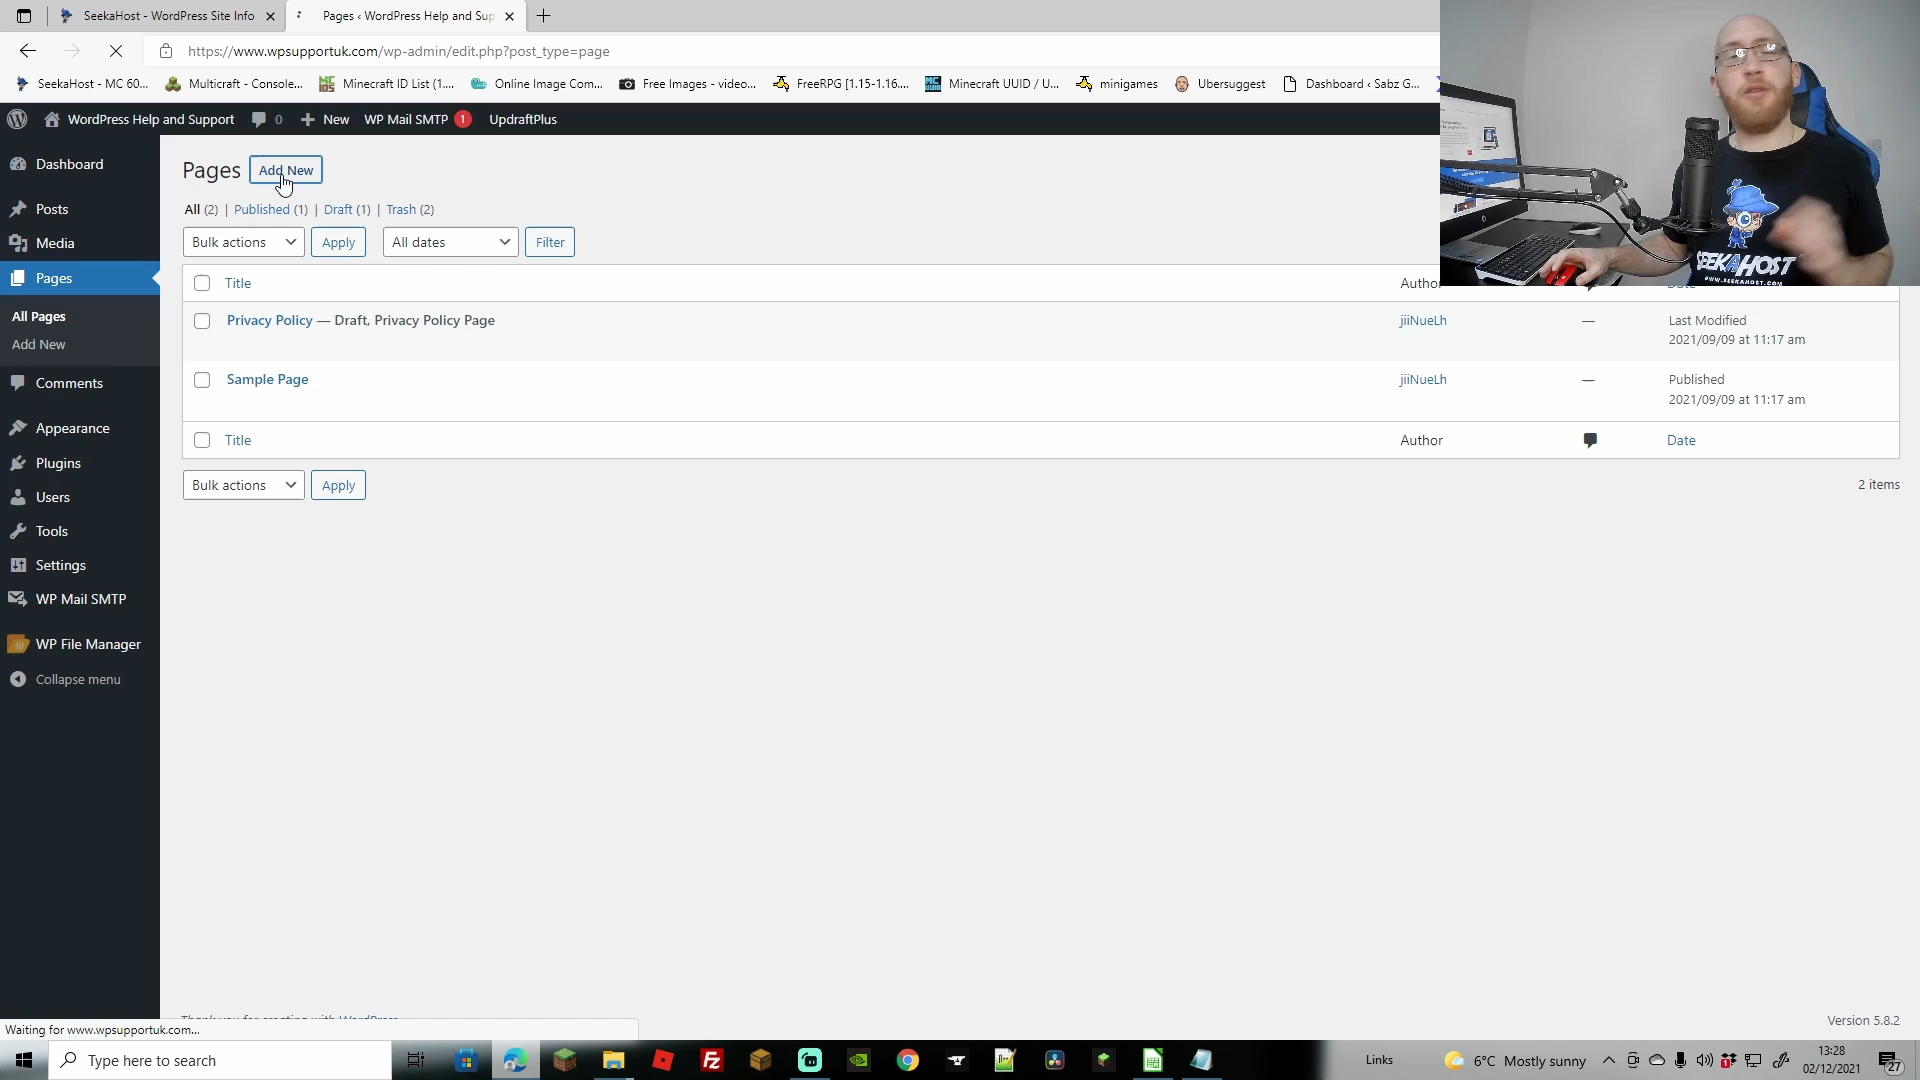 SeekaHost - WordPress Site Info
Pages ‹ WordPress Help and Sup
https://www.wpsupportuk.com/wp-admin/edit.php?post_type=page
SeekaHost - MC 60...
Multicraft - Console...
Minecraft ID List (1....
Online Image Com...
Free Images - video...
FreeRPG [1.15-1.16....
Minecraft UUID / U...
minigames
Ubersuggest
Dashboard ‹ Sabz G...
WordPress Help and Support
0
New
WP Mail SMTP 1
UpdraftPlus
Dashboard
Posts
Media
Pages
All Pages
Add New
Comments
Appearance
Plugins
Users
Tools
Settings
WP Mail SMTP
WP File Manager
Collapse menu
Pages Add New
All (2) | Published (1) | Draft (1) | Trash (2)
Bulk actions Apply All dates Filter
Title Author Date
Privacy Policy — Draft, Privacy Policy Page jiiNueLh — Last Modified
2021/09/09 at 11:17 am
Sample Page jiiNueLh — Published
2021/09/09 at 11:17 am
Title Author Date
Bulk actions Apply 2 items
Thank you for creating with WordPress
Version 5.8.2
Waiting for www.wpsupportuk.com...
SEEKAHOST
WWW.SEEKAHOST.COM
Type here to search
Links
6°C Mostly sunny
13:28
02/12/2021
27